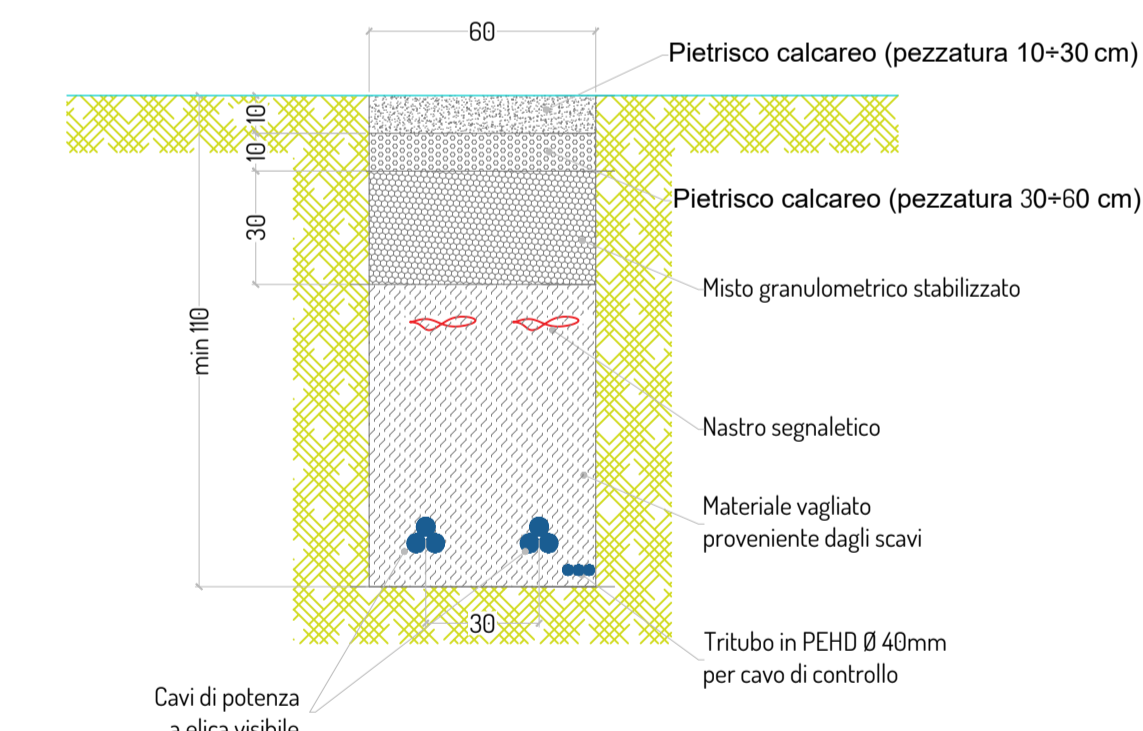 60
Pietrisco calcareo (pezzatura 10÷30 cm)
10
10
Pietrisco calcareo (pezzatura 30÷60 cm)
30
Misto granulometrico stabilizzato
min 110
Nastro segnaletico
Materiale vagliato
proveniente dagli scavi
30
Tritubo in PEHD Ø 40mm
per cavo di controllo
Cavi di potenza
a elica visibile